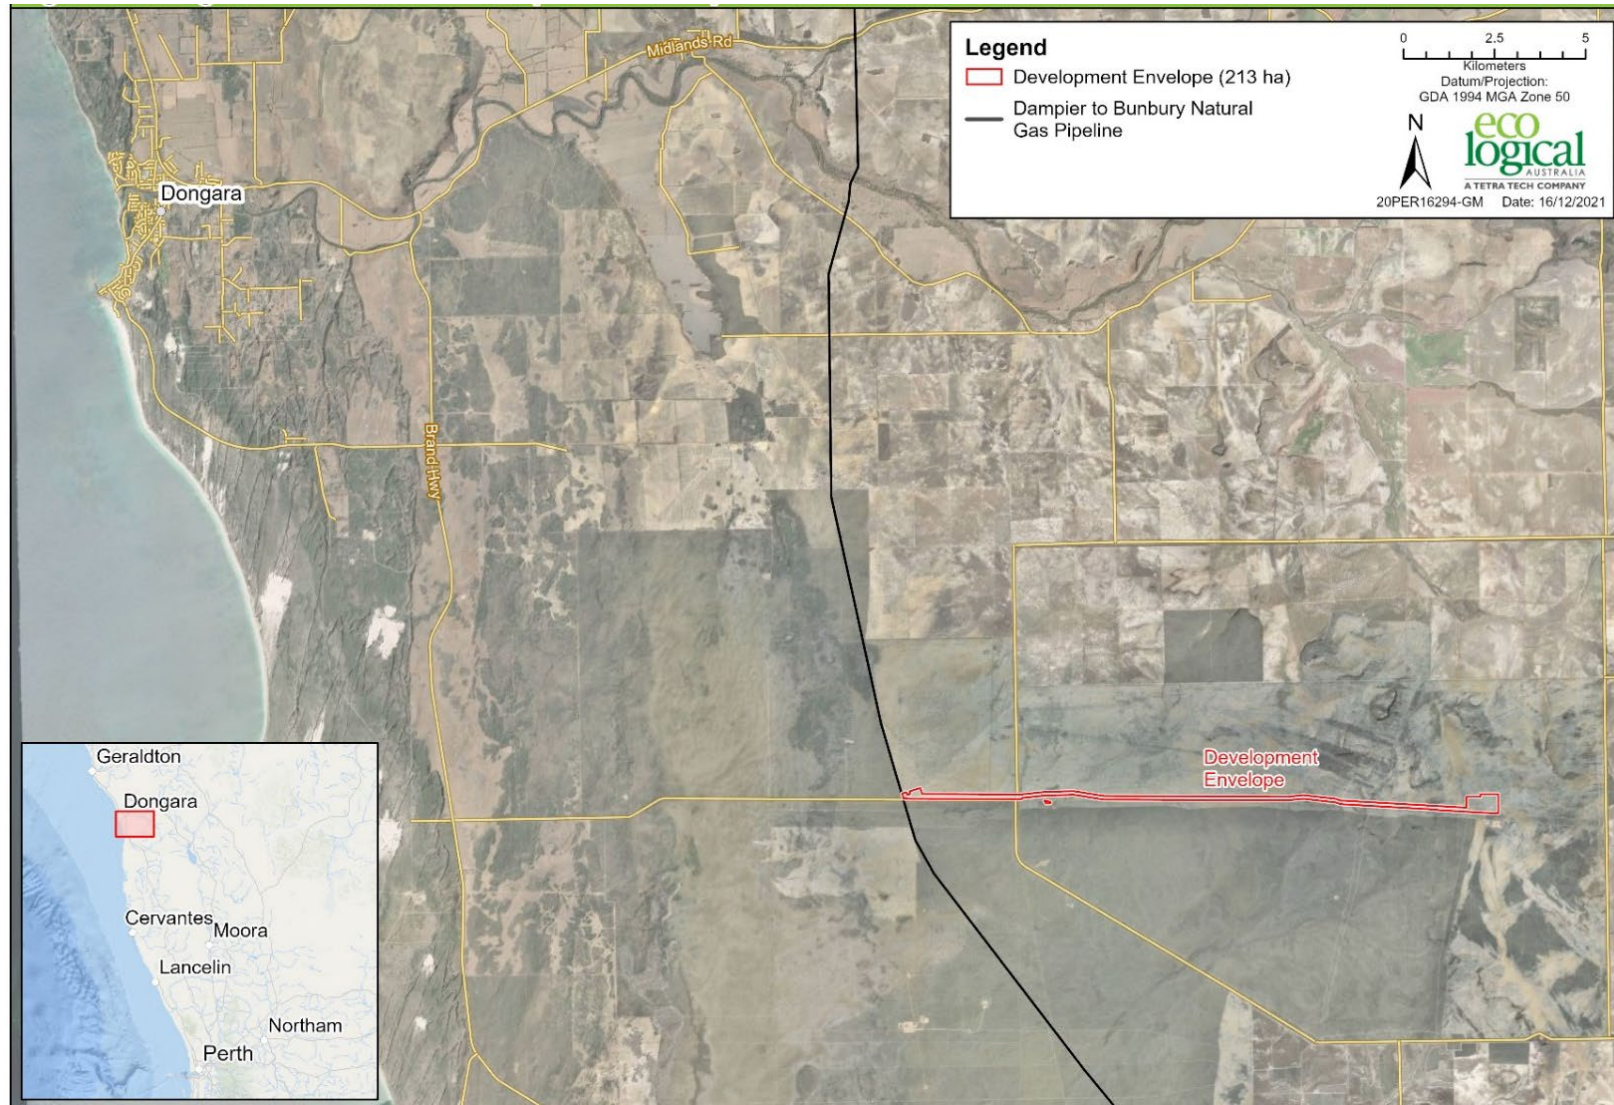 Midlands Rd
Legend
Development Envelope (213 ha)
Dampier to Bunbury Natural
Gas Pipeline
0 2.5 5
Kilometers
Datum/Projection:
GDA 1994 MGA Zone 50
N
eco
logical
AUSTRALIA
A TETRA TECH COMPANY
20PER16294-GM Date: 16/12/2021
Dongara
Brand Hwy
Development
Envelope
Geraldton
Dongara
Cervantes
Moora
Lancelin
Northam
Perth